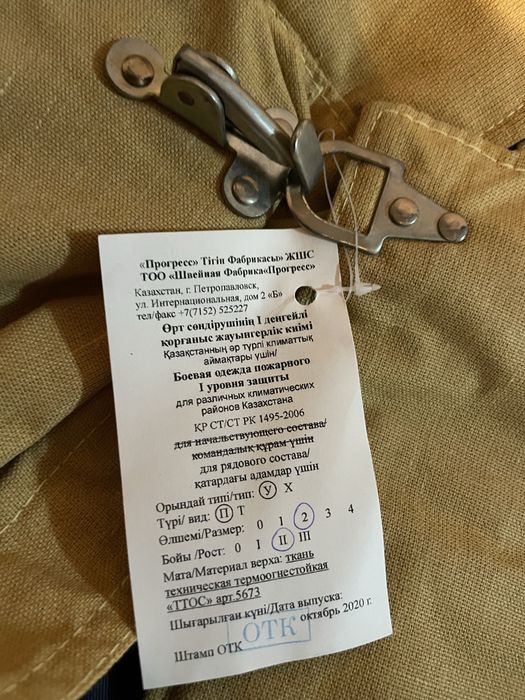 «Прогресс» Тігін Фабрикасы» ЖШС
ТОО «Швейная Фабрика«Прогресс»
Казахстан, г. Петропавловск,
ул. Интернациональная, дом 2 «Б»
тел/факс +7(7152) 525227
Өрт сөндірушінің І деңгейлі
қорғаныс жауынгерлік киімі
Қазақстанның әр түрлі климаттық
аймақтары үшін/
Боевая одежда пожарного
I уровня защиты
для различных климатических
районов Казахстана
ҚР СТ/СТ РК 1495-2006
для начальствующего состава/
командалық құрам үшін
для рядового состава/
қатардағы адамдар үшін
Орындай типі/тип: У Х
Түрі/ вид: П Т
Өлшемі/Размер: 0 1 2 3 4
Бойы /Рост: 0 I II III
Мата/Материал верха: ткань
техническая термоогнестойкая
«ТТОС» арт.5673
Шығарылған күні/Дата выпуска:
октябрь 2020 г.
Штамп ОТК
ОТК